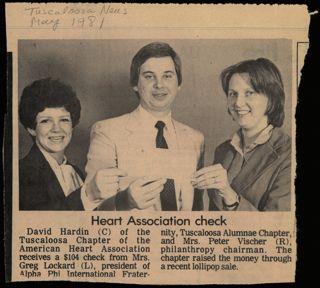 Tuscaloosa News
May 1981
Heart Association check
David Hardin (C) of the
Tuscaloosa Chapter of the
American Heart Association
receives a $104 check from Mrs.
Greg Lockard (L), president of
Alpha Phi International Frater-
nity, Tuscaloosa Alumnae Chapter,
and Mrs. Peter Vischer (R),
philanthropy chairman. The
chapter raised the money through
a recent lollipop sale.